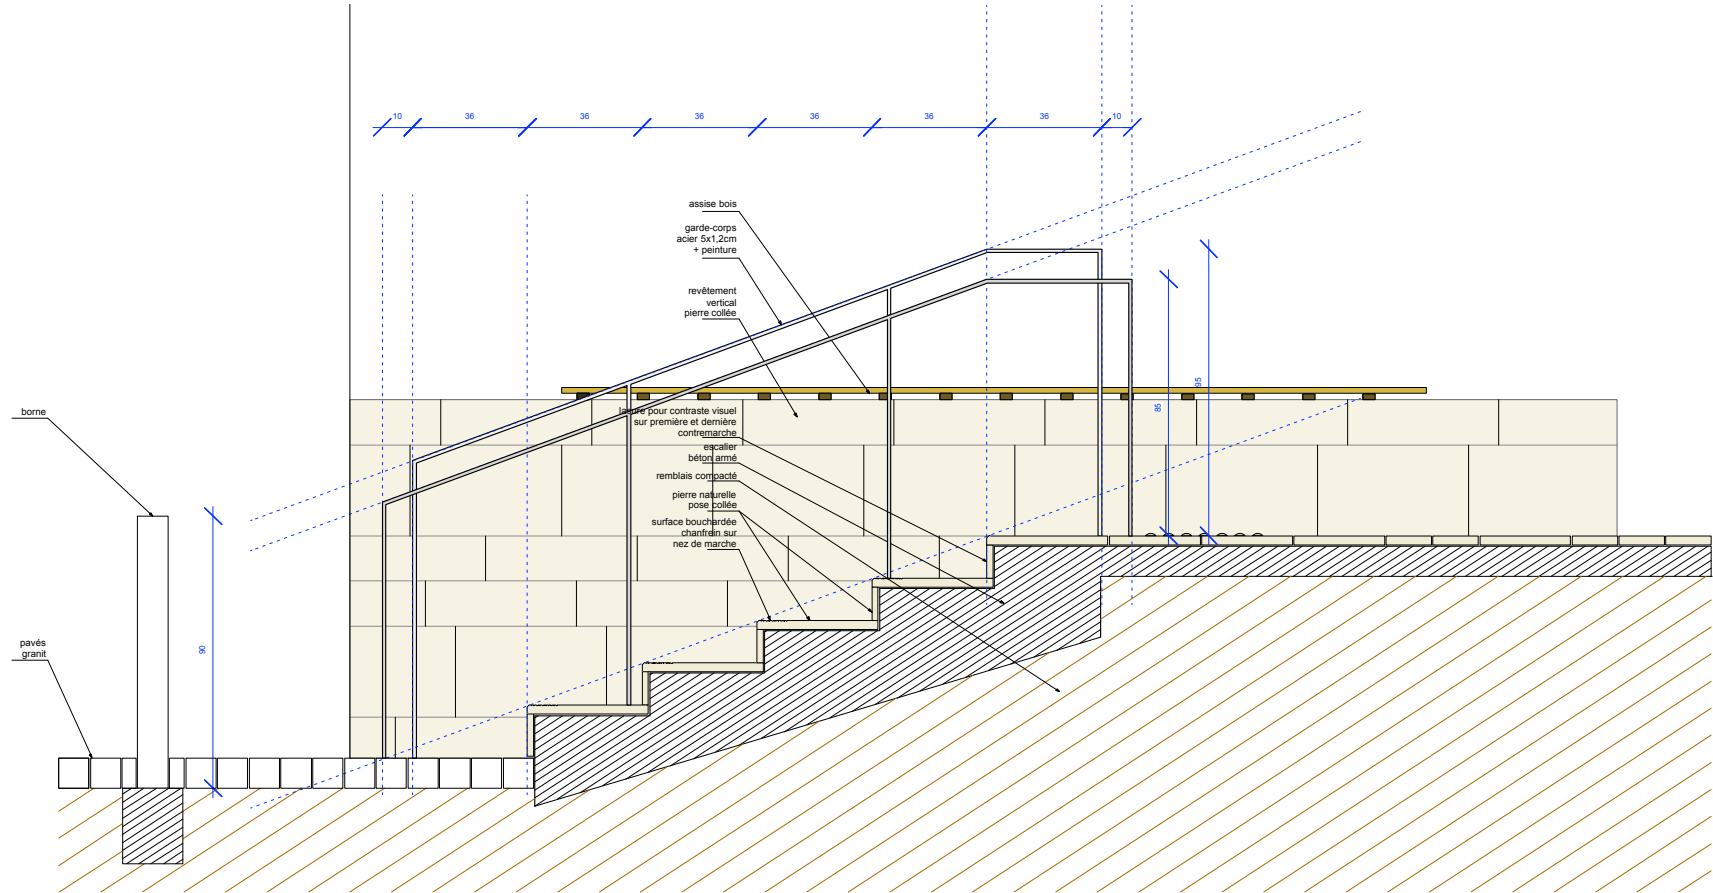 10
36
36
36
36
36
36
10
assise bois
garde-corps
acier 5x1,2cm
+ peinture
revêtement
vertical
pierre collée
95
85
borne
lasure pour contraste visuel
sur première et dernière
contremarche
escalier
béton armé
remblais compacté
pierre naturelle
pose collée
surface bouchardée
chanfrein sur
nez de marche
pavés
granit
90